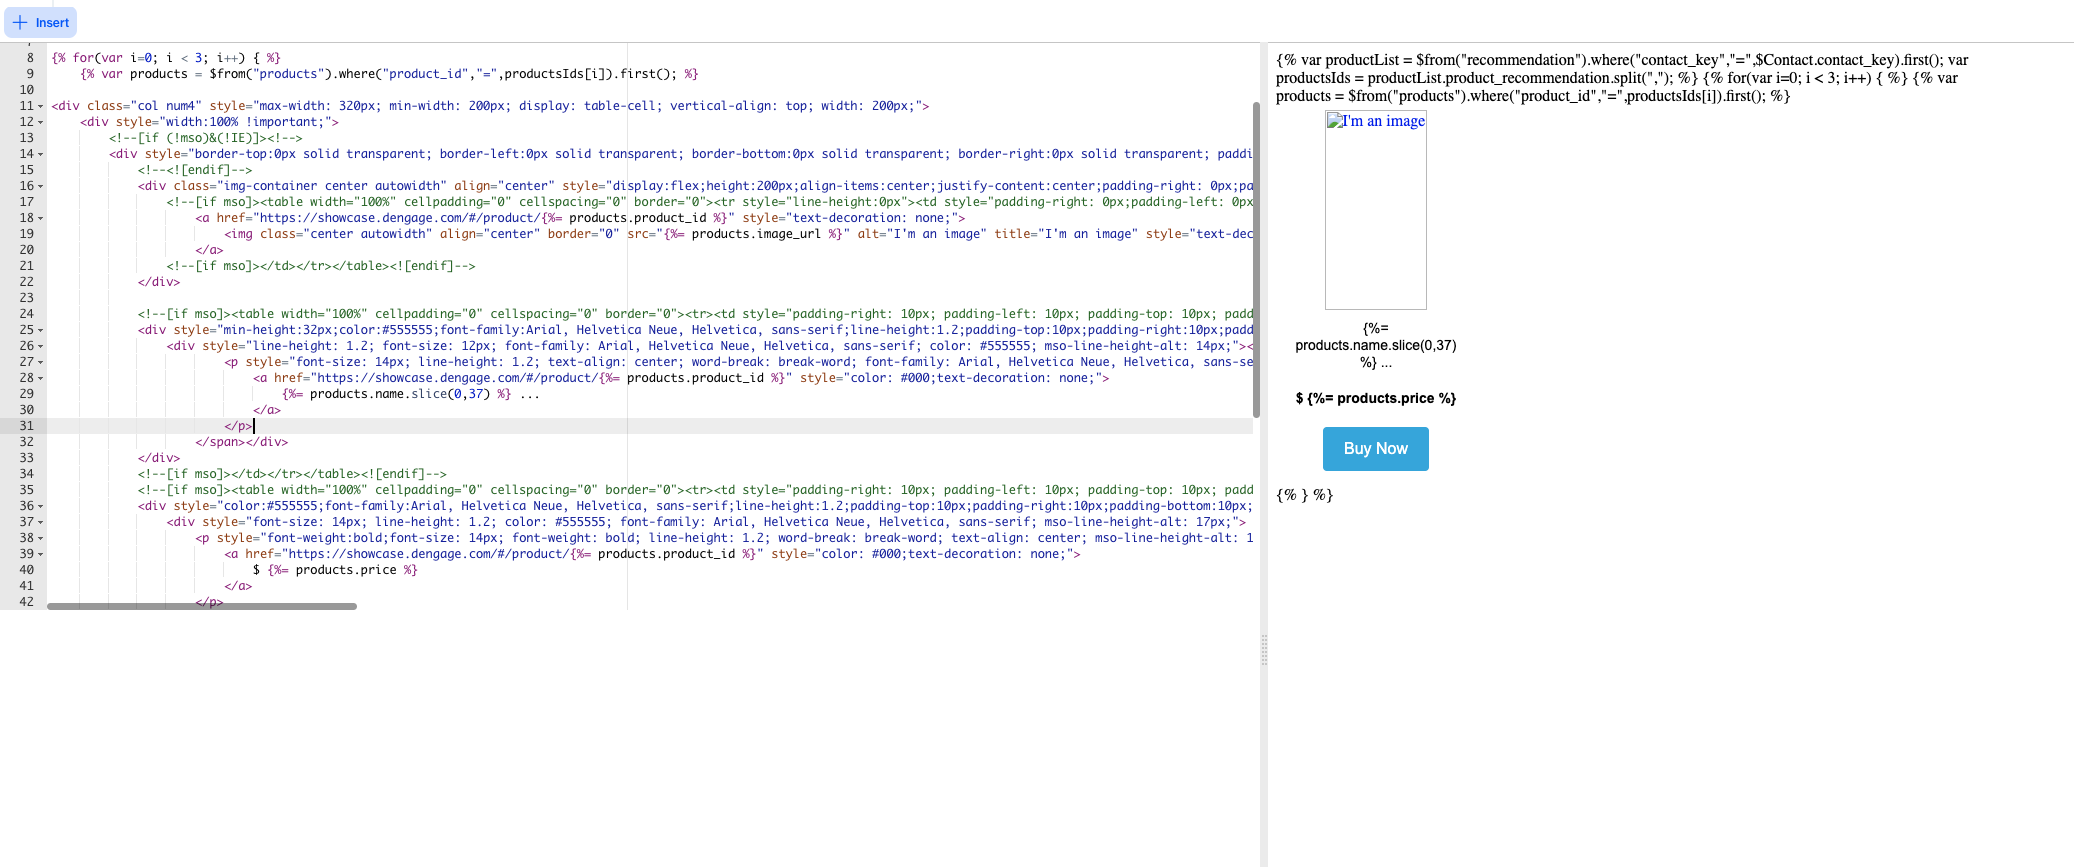 Insert
8 {% for(var i=0; i < 3; i++) { %}
9 {% var products = $from("products").where("product_id","=",productsIds[i]).first(); %}
10
11 <div class="col num4" style="max-width: 320px; min-width: 200px; display: table-cell; vertical-align: top; width: 200px;">
12 <div style="width:100% !important;">
13 <!--[if (!mso)&(!IE)]><!-->
14 <div style="border-top:0px solid transparent; border-left:0px solid transparent; border-bottom:0px solid transparent; border-right:0px solid transparent; paddi
15 <!--<![endif]-->
16 <div class="img-container center autowidth" align="center" style="display:flex;height:200px;align-items:center;justify-content:center;padding-right: 0px;pa
17 <!--[if mso]><table width="100%" cellpadding="0" cellspacing="0" border="0"><tr style="line-height:0px"><td style="padding-right: 0px;padding-left: 0px
18 <a href="https://showcase.dengage.com/#/product/{%= products.product_id %}" style="text-decoration: none;">
19 <img class="center autowidth" align="center" border="0" src="{%= products.image_url %}" alt="I'm an image" title="I'm an image" style="text-dec
20 </a>
21 <!--[if mso]></td></tr></table><![endif]-->
22 </div>
23
24 <!--[if mso]><table width="100%" cellpadding="0" cellspacing="0" border="0"><tr><td style="padding-right: 10px; padding-left: 10px; padding-top: 10px; padd
25 <div style="min-height:32px;color:#555555;font-family:Arial, Helvetica Neue, Helvetica, sans-serif;line-height:1.2;padding-top:10px;padding-right:10px;padd
26 <div style="line-height: 1.2; font-size: 12px; font-family: Arial, Helvetica Neue, Helvetica, sans-serif; color: #555555; mso-line-height-alt: 14px;"><
27 <p style="font-size: 14px; line-height: 1.2; text-align: center; word-break: break-word; font-family: Arial, Helvetica Neue, Helvetica, sans-se
28 <a href="https://showcase.dengage.com/#/product/{%= products.product_id %}" style="color: #000;text-decoration: none;">
29 {%= products.name.slice(0,37) %} ...
30 </a>
31 </p>
32 </span></div>
33 </div>
34 <!--[if mso]></td></tr></table><![endif]-->
35 <!--[if mso]><table width="100%" cellpadding="0" cellspacing="0" border="0"><tr><td style="padding-right: 10px; padding-left: 10px; padding-top: 10px; padd
36 <div style="color:#555555;font-family:Arial, Helvetica Neue, Helvetica, sans-serif;line-height:1.2;padding-top:10px;padding-right:10px;padding-bottom:10px;
37 <div style="font-size: 14px; line-height: 1.2; color: #555555; font-family: Arial, Helvetica Neue, Helvetica, sans-serif; mso-line-height-alt: 17px;">
38 <p style="font-weight:bold;font-size: 14px; font-weight: bold; line-height: 1.2; word-break: break-word; text-align: center; mso-line-height-alt: 1
39 <a href="https://showcase.dengage.com/#/product/{%= products.product_id %}" style="color: #000;text-decoration: none;">
40 $ {%= products.price %}
41 </a>
42 </p>
{% var productList = $from("recommendation").where("contact_key","=",$Contact.contact_key).first(); var
productsIds = productList.product_recommendation.split(","); %} {% for(var i=0; i < 3; i++) { %} {% var
products = $from("products").where("product_id","=",productsIds[i]).first(); %}
I'm an image
{%=
products.name.slice(0,37)
%} ...
$ {%= products.price %}
Buy Now
{% } %}